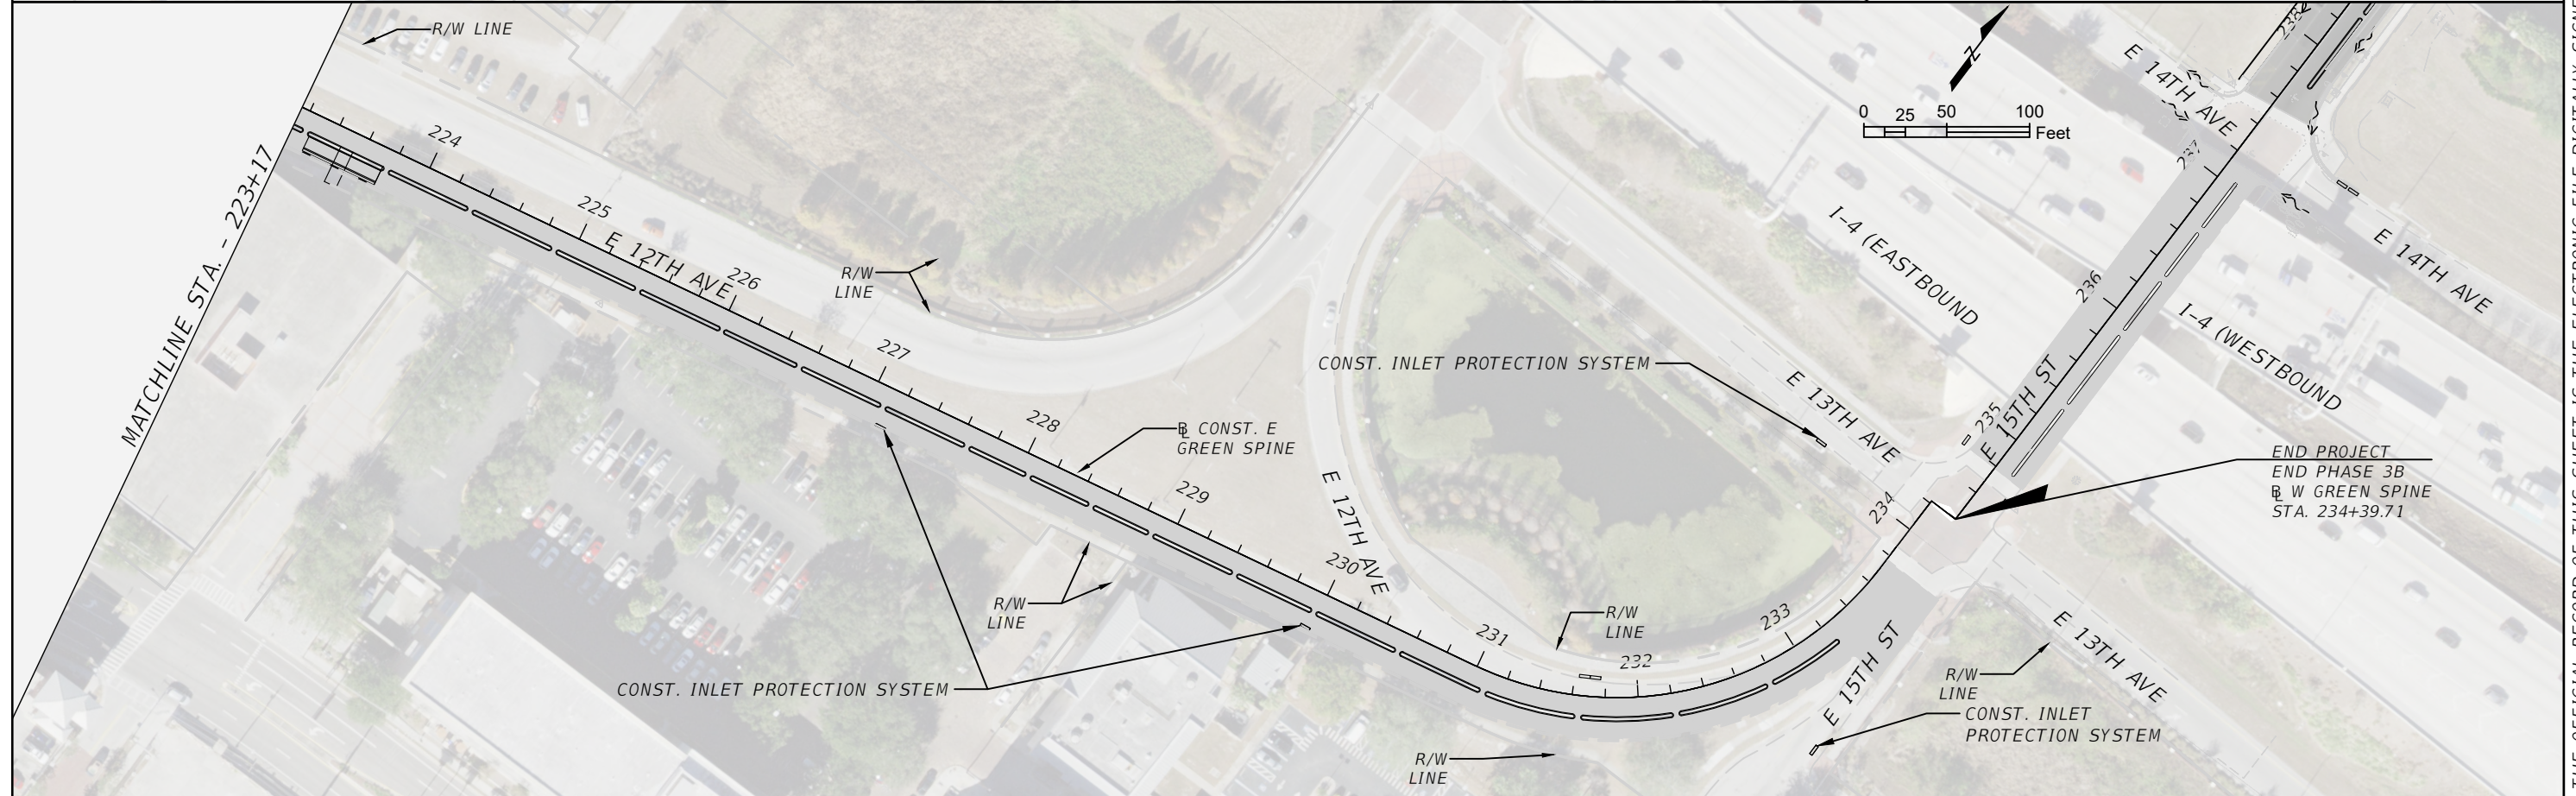 R/W LINE
MATCHLINE STA. - 223+17
224
225
E 12TH AVE
226
227
228
229
230
231
232
233
234
235
236
237
238
R/W
LINE
℄ CONST. E
GREEN SPINE
CONST. INLET PROTECTION SYSTEM
E 12TH AVE
R/W
LINE
CONST. INLET PROTECTION SYSTEM
R/W
LINE
R/W
LINE
N
0 25 50 100
Feet
E 14TH AVE
E 14TH AVE
I-4 (EASTBOUND
I-4 (WESTBOUND
E 13TH AVE
E 15TH ST
END PROJECT
END PHASE 3B
℄ W GREEN SPINE
STA. 234+39.71
E 13TH AVE
E 15TH ST
R/W
LINE
CONST. INLET
PROTECTION SYSTEM